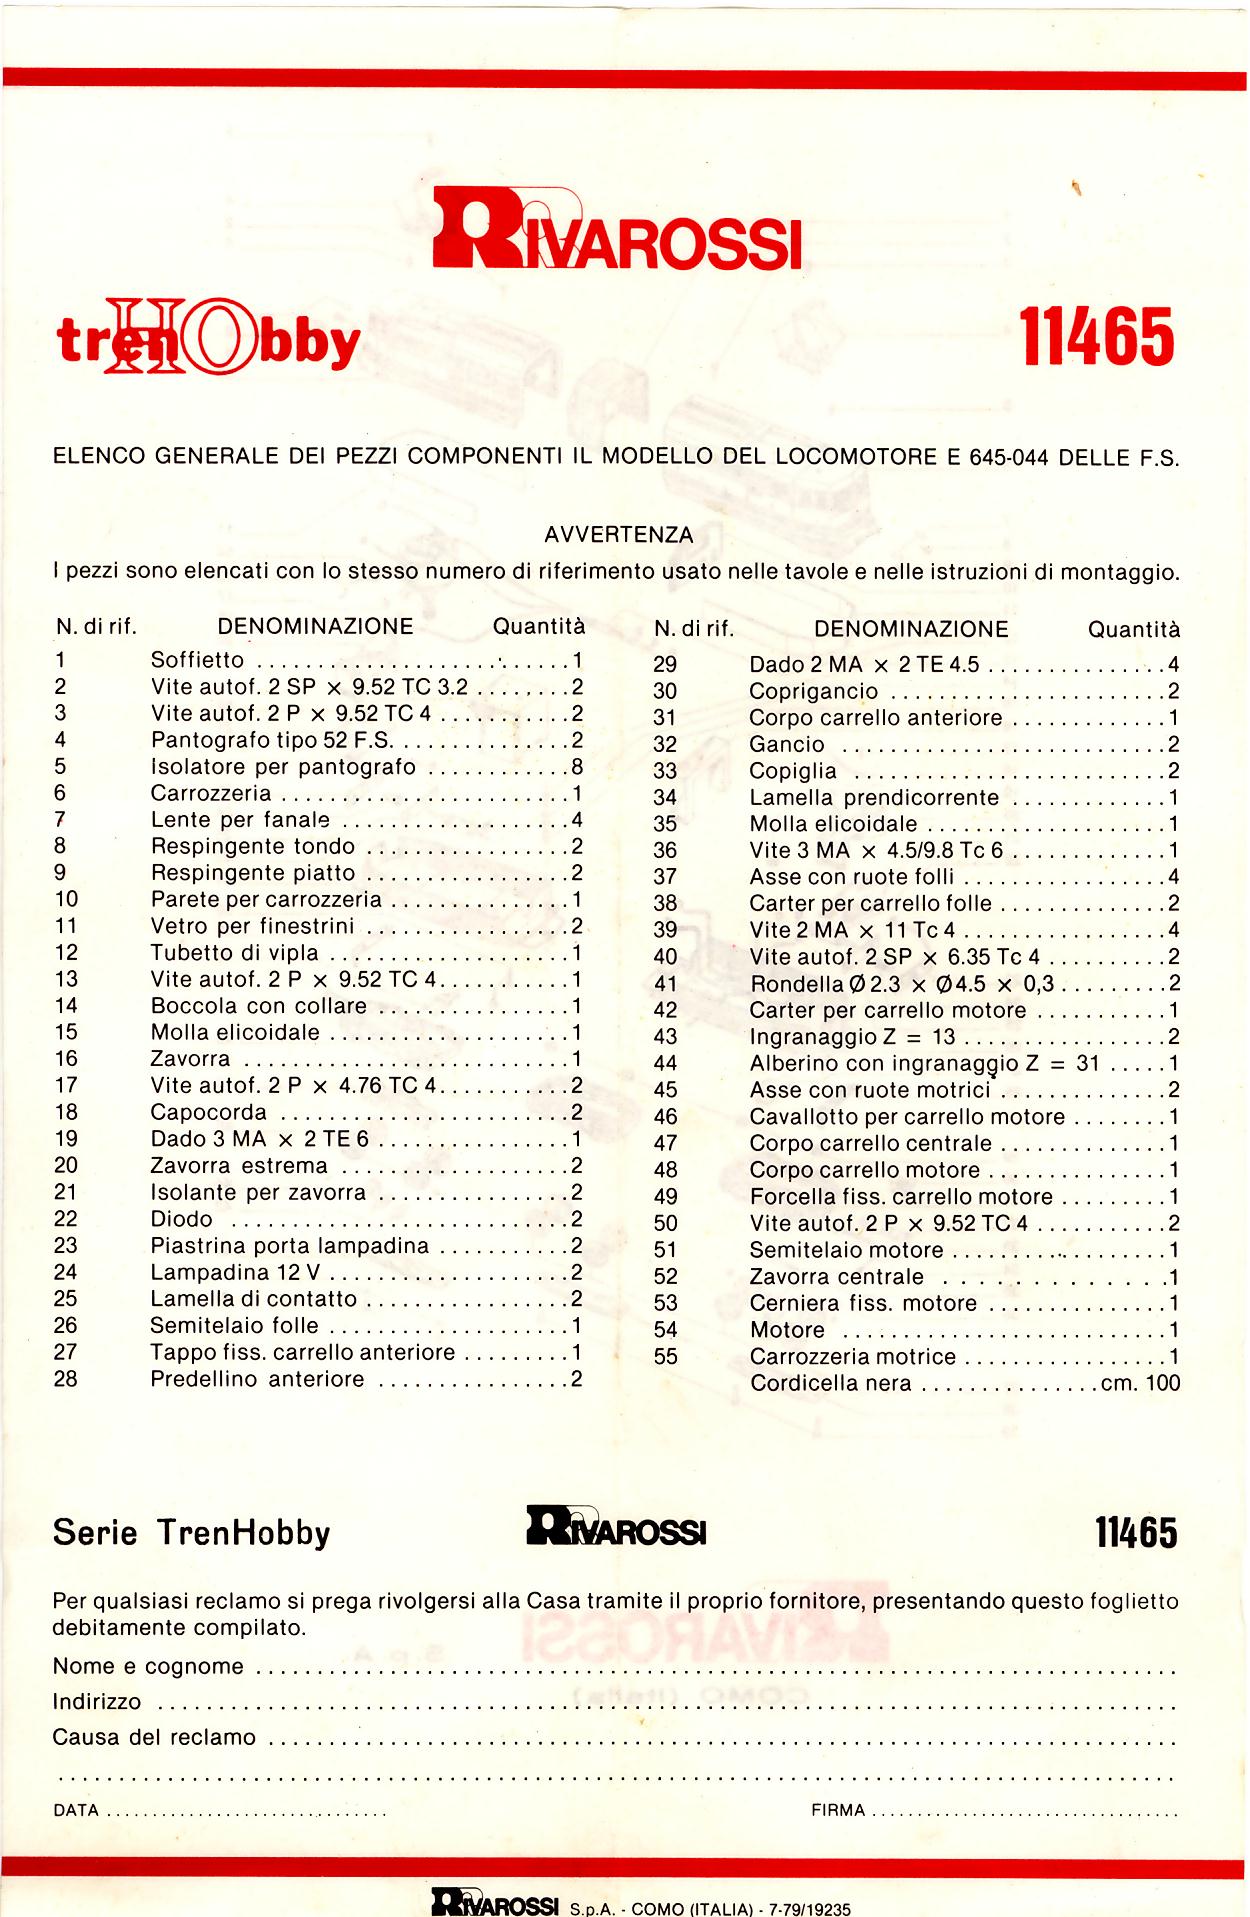 RIVAROSSI
trenHObby
11465
ELENCO GENERALE DEI PEZZI COMPONENTI IL MODELLO DEL LOCOMOTORE E 645-044 DELLE F.S.
AVVERTENZA
I pezzi sono elencati con lo stesso numero di riferimento usato nelle tavole e nelle istruzioni di montaggio.
N. di rif. DENOMINAZIONE Quantità
1 Soffietto ......................... 1
2 Vite autof. 2 SP × 9.52 TC 3.2 ........ 2
3 Vite autof. 2 P × 9.52 TC 4 ........... 2
4 Pantografo tipo 52 F.S. .............. 2
5 Isolatore per pantografo ............ 8
6 Carrozzeria ........................ 1
7 Lente per fanale ................... 4
8 Respingente tondo ................. 2
9 Respingente piatto ................. 2
10 Parete per carrozzeria ............... 1
11 Vetro per finestrini ................. 2
12 Tubetto di vipla .................... 1
13 Vite autof. 2 P × 9.52 TC 4 ........... 1
14 Boccola con collare ................ 1
15 Molla elicoidale .................... 1
16 Zavorra ........................... 1
17 Vite autof. 2 P × 4.76 TC 4 ........... 2
18 Capocorda ........................ 2
19 Dado 3 MA × 2 TE 6 ................ 1
20 Zavorra estrema ................... 2
21 Isolante per zavorra ................ 2
22 Diodo ............................ 2
23 Piastrina porta lampadina ........... 2
24 Lampadina 12 V .................... 2
25 Lamella di contatto ................. 2
26 Semitelaio folle .................... 1
27 Tappo fiss. carrello anteriore ......... 1
28 Predellino anteriore ................ 2
N. di rif. DENOMINAZIONE Quantità
29 Dado 2 MA × 2 TE 4.5 ............... 4
30 Coprigancio ....................... 2
31 Corpo carrello anteriore ............. 1
32 Gancio ........................... 2
33 Copiglia .......................... 2
34 Lamella prendicorrente ............. 1
35 Molla elicoidale .................... 1
36 Vite 3 MA × 4.5/9.8 Tc 6 ............. 1
37 Asse con ruote folli ................. 4
38 Carter per carrello folle .............. 2
39 Vite 2 MA × 11 Tc 4 ................. 4
40 Vite autof. 2 SP × 6.35 Tc 4 .......... 2
41 Rondella Ø 2.3 × Ø 4.5 × 0,3 ......... 2
42 Carter per carrello motore ........... 1
43 Ingranaggio Z = 13 ................. 2
44 Alberino con ingranaggio Z = 31 ..... 1
45 Asse con ruote motrici .............. 2
46 Cavallotto per carrello motore ........ 1
47 Corpo carrello centrale .............. 1
48 Corpo carrello motore ............... 1
49 Forcella fiss. carrello motore ......... 1
50 Vite autof. 2 P × 9.52 TC 4 ........... 2
51 Semitelaio motore .................. 1
52 Zavorra centrale .............. 1
53 Cerniera fiss. motore ............... 1
54 Motore ........................... 1
55 Carrozzeria motrice ................. 1
Cordicella nera ............... cm. 100
Serie TrenHobby
RIVAROSSI
11465
Per qualsiasi reclamo si prega rivolgersi alla Casa tramite il proprio fornitore, presentando questo foglietto
debitamente compilato.
Nome e cognome ....................................................................
Indirizzo ....................................................................
Causa del reclamo ....................................................................
....................................................................
DATA .............................. FIRMA ..................................
RIVAROSSI S.p.A. - COMO (ITALIA) - 7-79/19235